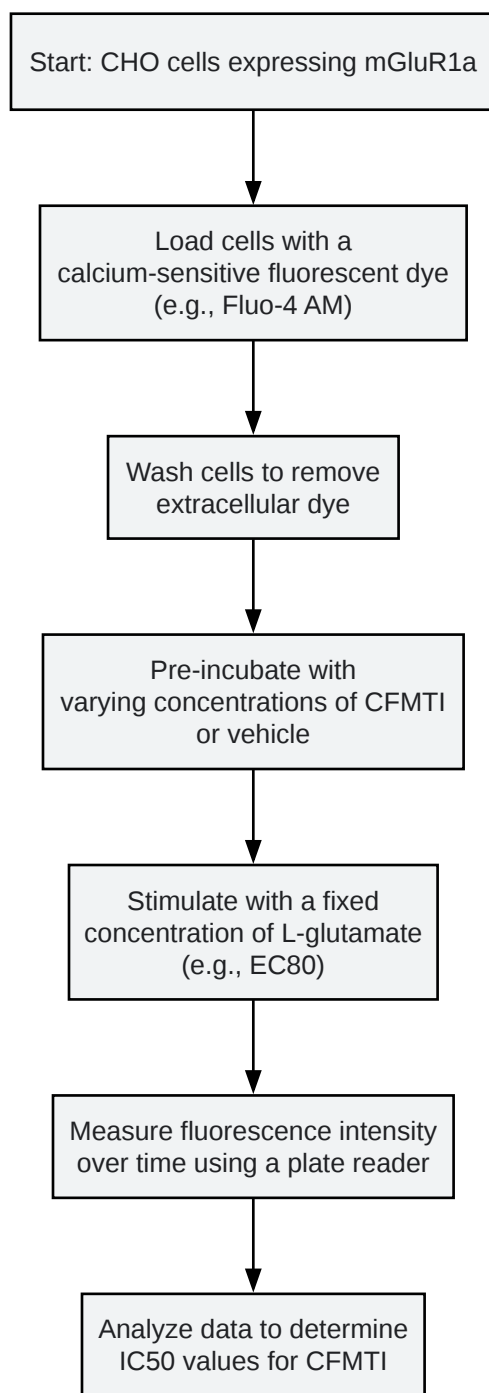 Start: CHO cells expressing mGluR1a
Load cells with a
calcium-sensitive fluorescent dye
(e.g., Fluo-4 AM)
Wash cells to remove
extracellular dye
Pre-incubate with
varying concentrations of CFMTI
or vehicle
Stimulate with a fixed
concentration of L-glutamate
(e.g., EC80)
Measure fluorescence intensity
over time using a plate reader
Analyze data to determine
IC50 values for CFMTI